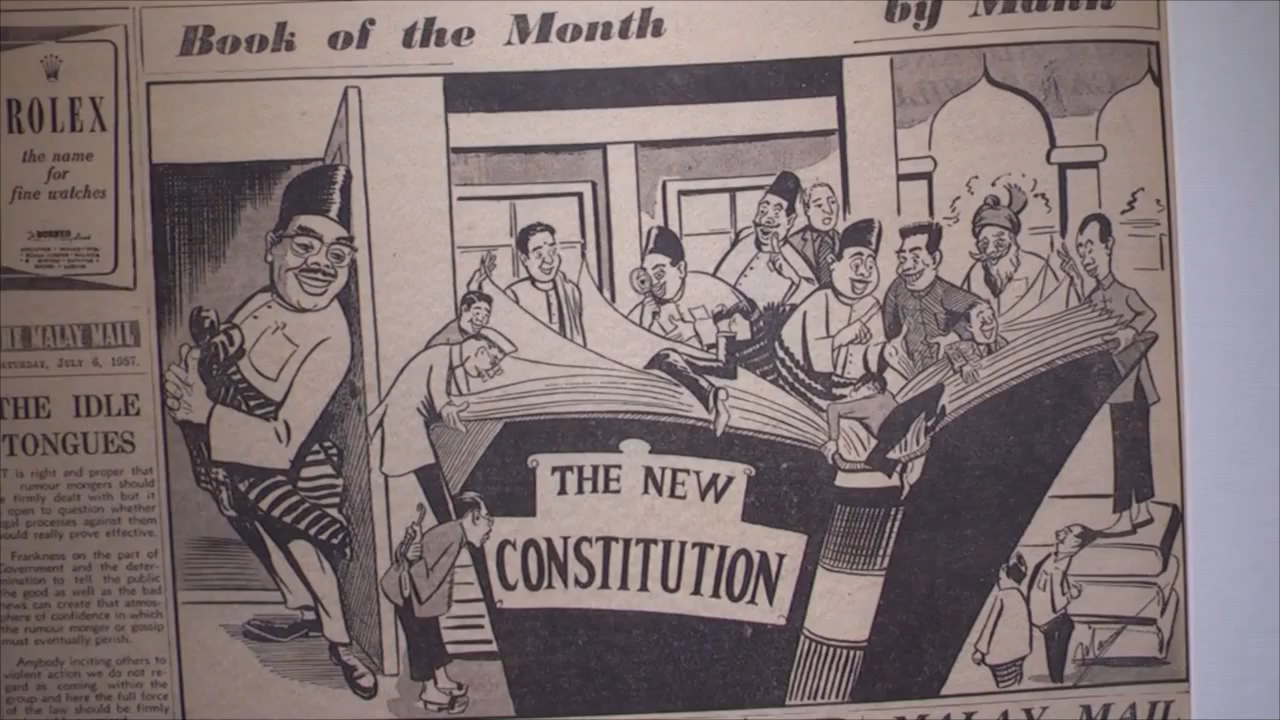 Book of the Month
by Mann
ROLEX
the name
for
fine watches
THE MALAY MAIL
SATURDAY, JULY 6, 1957.
THE IDLE
TONGUES
IT is right and proper that
rumour mongers should
be firmly dealt with but it
open to question whether
legal processes against them
would really prove effective.
Frankness on the part of
Government and the deter-
mination to tell the public
the good as well as the bad
news can create that atmos-
phere of confidence in which
the rumour monger or gossip
must eventually perish.
Anybody inciting others to
violent action we do not re-
gard as coming within the
group and here the full force
of the law should be firmly
THE NEW
CONSTITUTION
MALAY MAIL